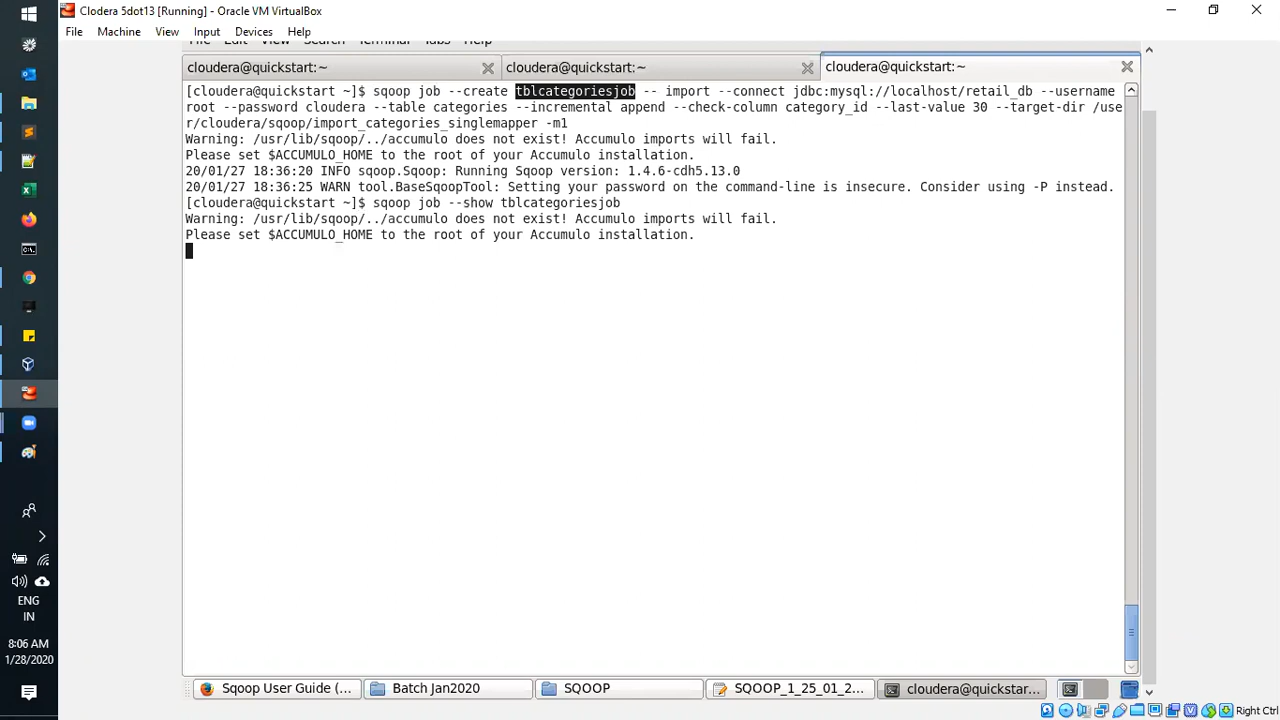 Clodera 5dot13 [Running] - Oracle VM VirtualBox
File Machine View Input Devices Help
File Edit View Search Terminal Tabs Help
cloudera@quickstart:~ cloudera@quickstart:~ cloudera@quickstart:~
[cloudera@quickstart ~]$ sqoop job --create tblcategoriesjob -- import --connect jdbc:mysql://localhost/retail_db --username
root --password cloudera --table categories --incremental append --check-column category_id --last-value 30 --target-dir /use
r/cloudera/sqoop/import_categories_singlemapper -m1
Warning: /usr/lib/sqoop/../accumulo does not exist! Accumulo imports will fail.
Please set $ACCUMULO_HOME to the root of your Accumulo installation.
20/01/27 18:36:20 INFO sqoop.Sqoop: Running Sqoop version: 1.4.6-cdh5.13.0
20/01/27 18:36:25 WARN tool.BaseSqoopTool: Setting your password on the command-line is insecure. Consider using -P instead.
[cloudera@quickstart ~]$ sqoop job --show tblcategoriesjob
Warning: /usr/lib/sqoop/../accumulo does not exist! Accumulo imports will fail.
Please set $ACCUMULO_HOME to the root of your Accumulo installation.
ENG
IN
8:06 AM
1/28/2020
Sqoop User Guide (... Batch Jan2020 SQOOP SQOOP_1_25_01_2... cloudera@quickstar...
Right Ctrl